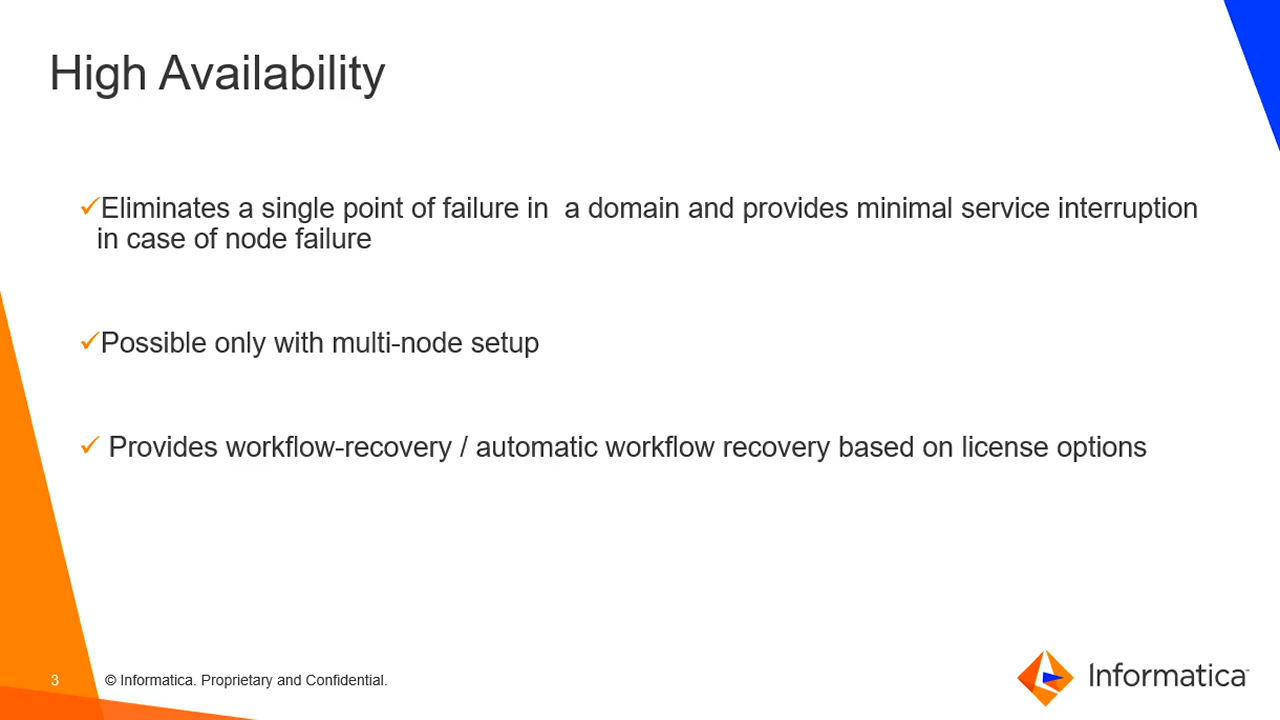 High Availability
✓Eliminates a single point of failure in  a domain and provides minimal service interruption
in case of node failure
✓Possible only with multi-node setup
✓ Provides workflow-recovery / automatic workflow recovery based on license options
3
© Informatica. Proprietary and Confidential.
Informatica™